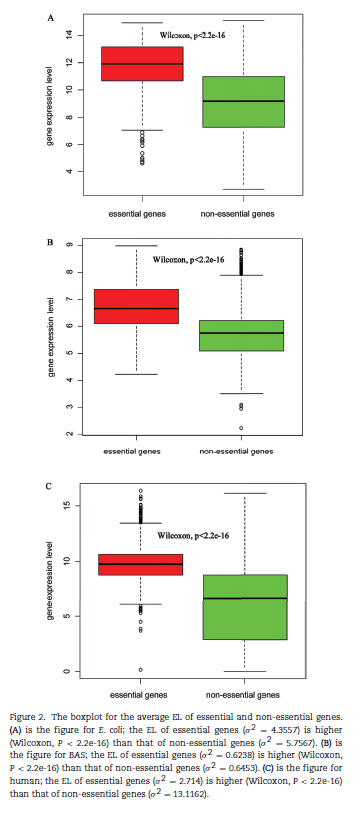 A
Wilcoxon, p<2.2e-16
gene expression level
14
12
10
8
6
4
essential genes
non-essential genes
B
Wilcoxon, p<2.2e-16
gene expression level
9
8
7
6
5
4
3
2
essential genes
non-essential genes
C
Wilcoxon, p<2.2e-16
gene expression level
15
10
5
0
essential genes
non-essential genes
Figure 2. The boxplot for the average EL of essential and non-essential genes.
(A) is the figure for E. coli; the EL of essential genes (σ² − 4.3557) is higher
(Wilcoxon, P < 2.2e-16) than that of non-essential genes (σ² − 5.7567). (B) is
the figure for BAS; the EL of essential genes (σ² − 0.6238) is higher (Wilcoxon,
P < 2.2e-16) than that of non-essential genes (σ² − 0.6453). (C) is the figure for
human; the EL of essential genes (σ² − 2.714) is higher (Wilcoxon, P < 2.2e-16)
than that of non-essential genes (σ² − 13.1162).